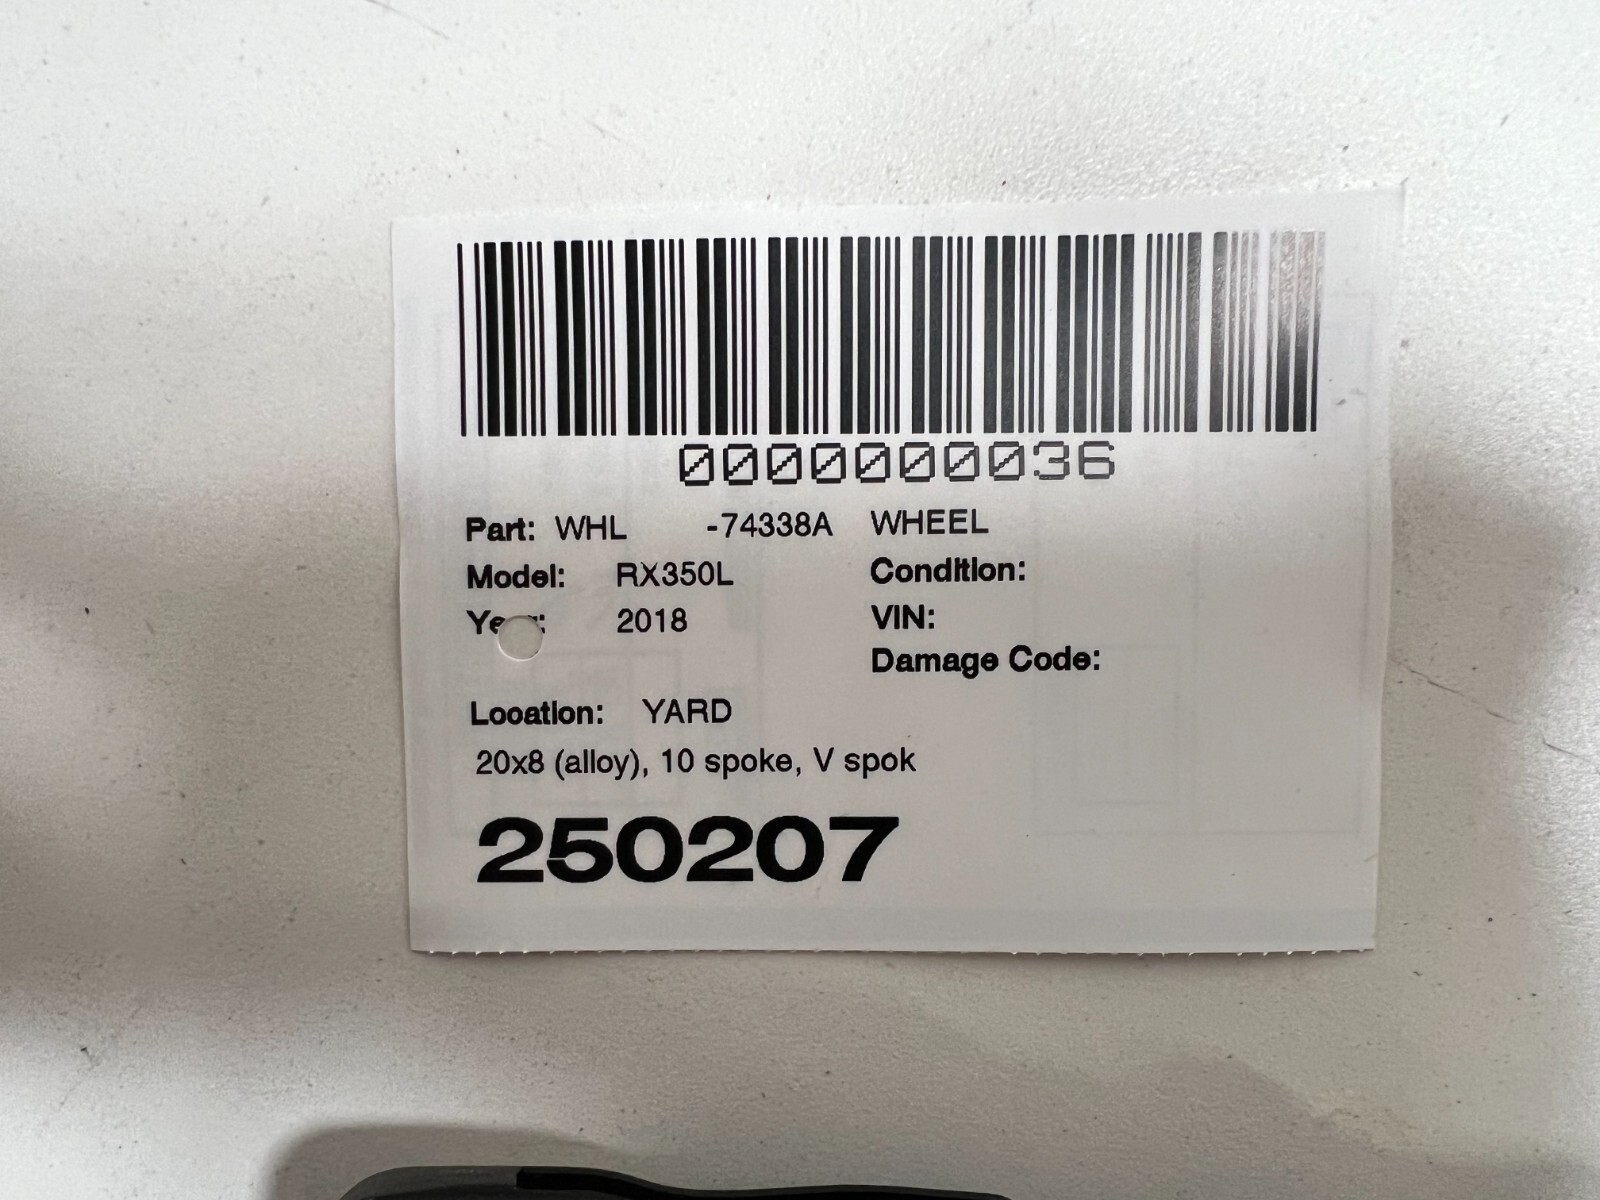 0000000036
Part: WHL -74338A WHEEL
Model: RX350L Condition:
Year: 2018 VIN:
Damage Code:
Location: YARD
20x8 (alloy), 10 spoke, V spok
250207